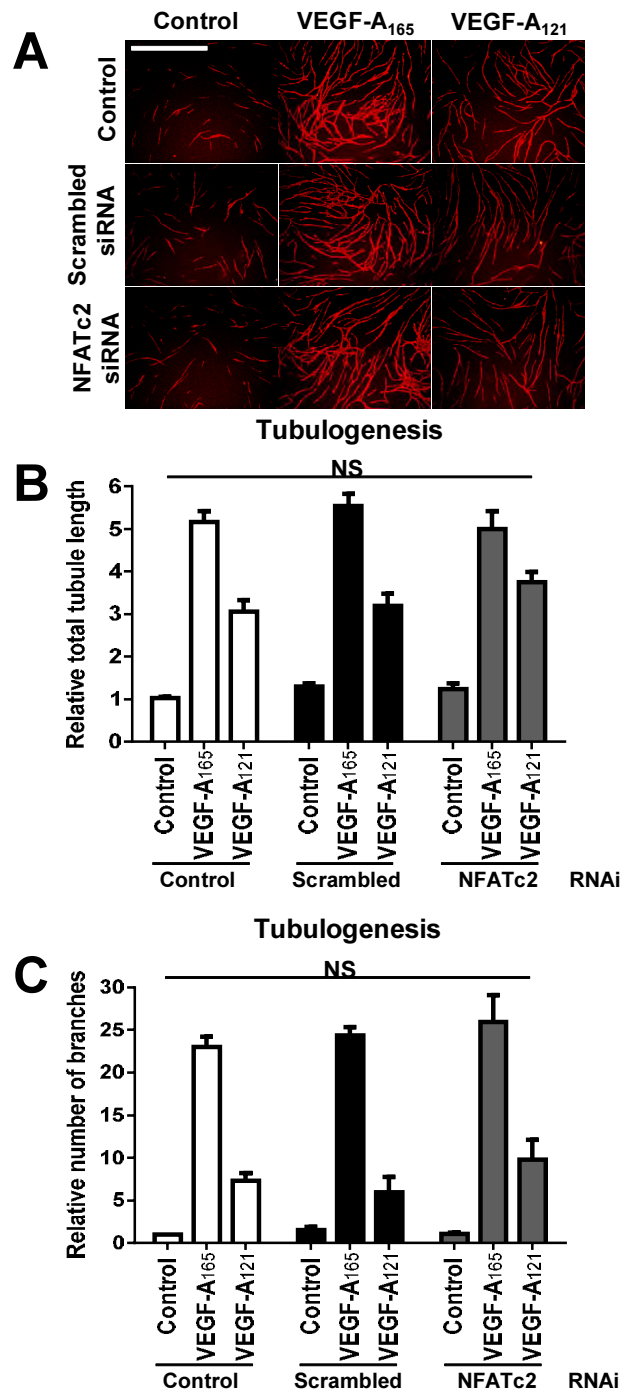 A
Control VEGF-A165 VEGF-A121
Control
Scrambled
siRNA
NFATc2
siRNA
Tubulogenesis
B
NS
Relative total tubule length
6
5
4
3
2
1
0
Control VEGF-A165 VEGF-A121 Control VEGF-A165 VEGF-A121 Control VEGF-A165 VEGF-A121
Control Scrambled NFATc2 RNAi
Tubulogenesis
C
NS
Relative number of branches
30
25
20
15
10
5
0
Control VEGF-A165 VEGF-A121 Control VEGF-A165 VEGF-A121 Control VEGF-A165 VEGF-A121
Control Scrambled NFATc2 RNAi